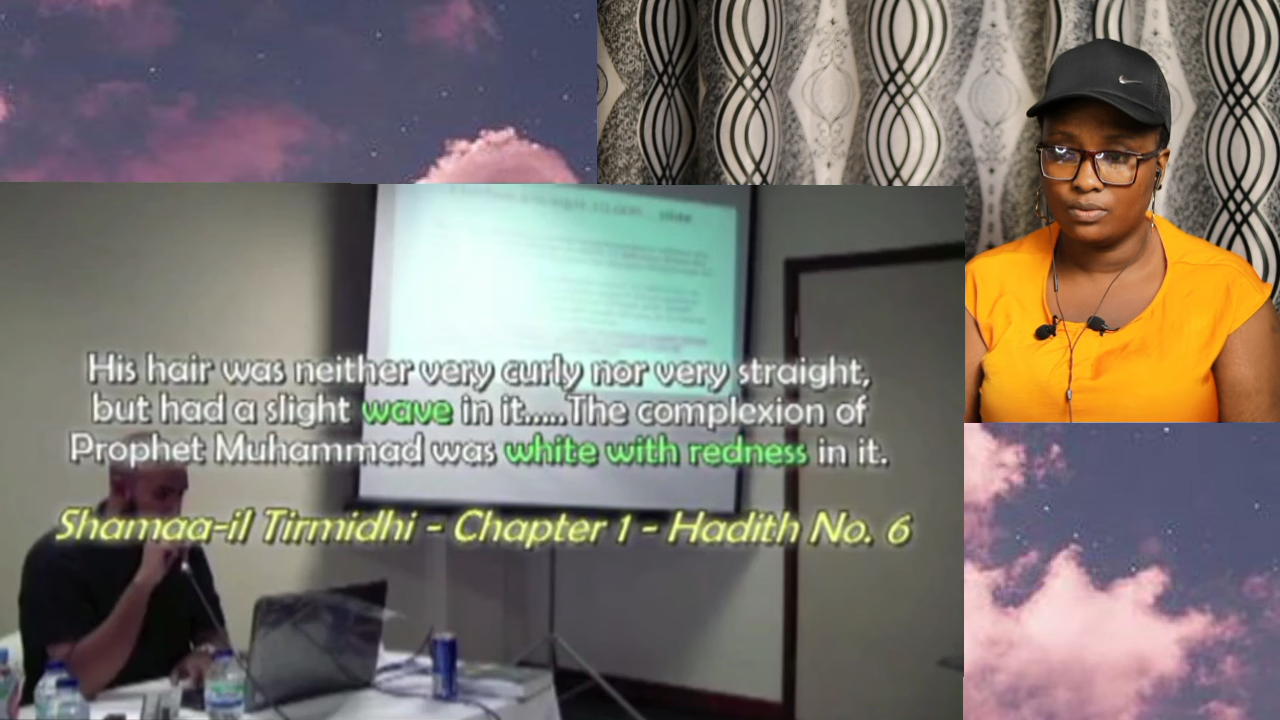 His hair was neither very curly nor very straight,
but had a slight wave in it.....The complexion of
Prophet Muhammad was white with redness in it.
Shamaa-il Tirmidhi - Chapter 1 - Hadith No. 6